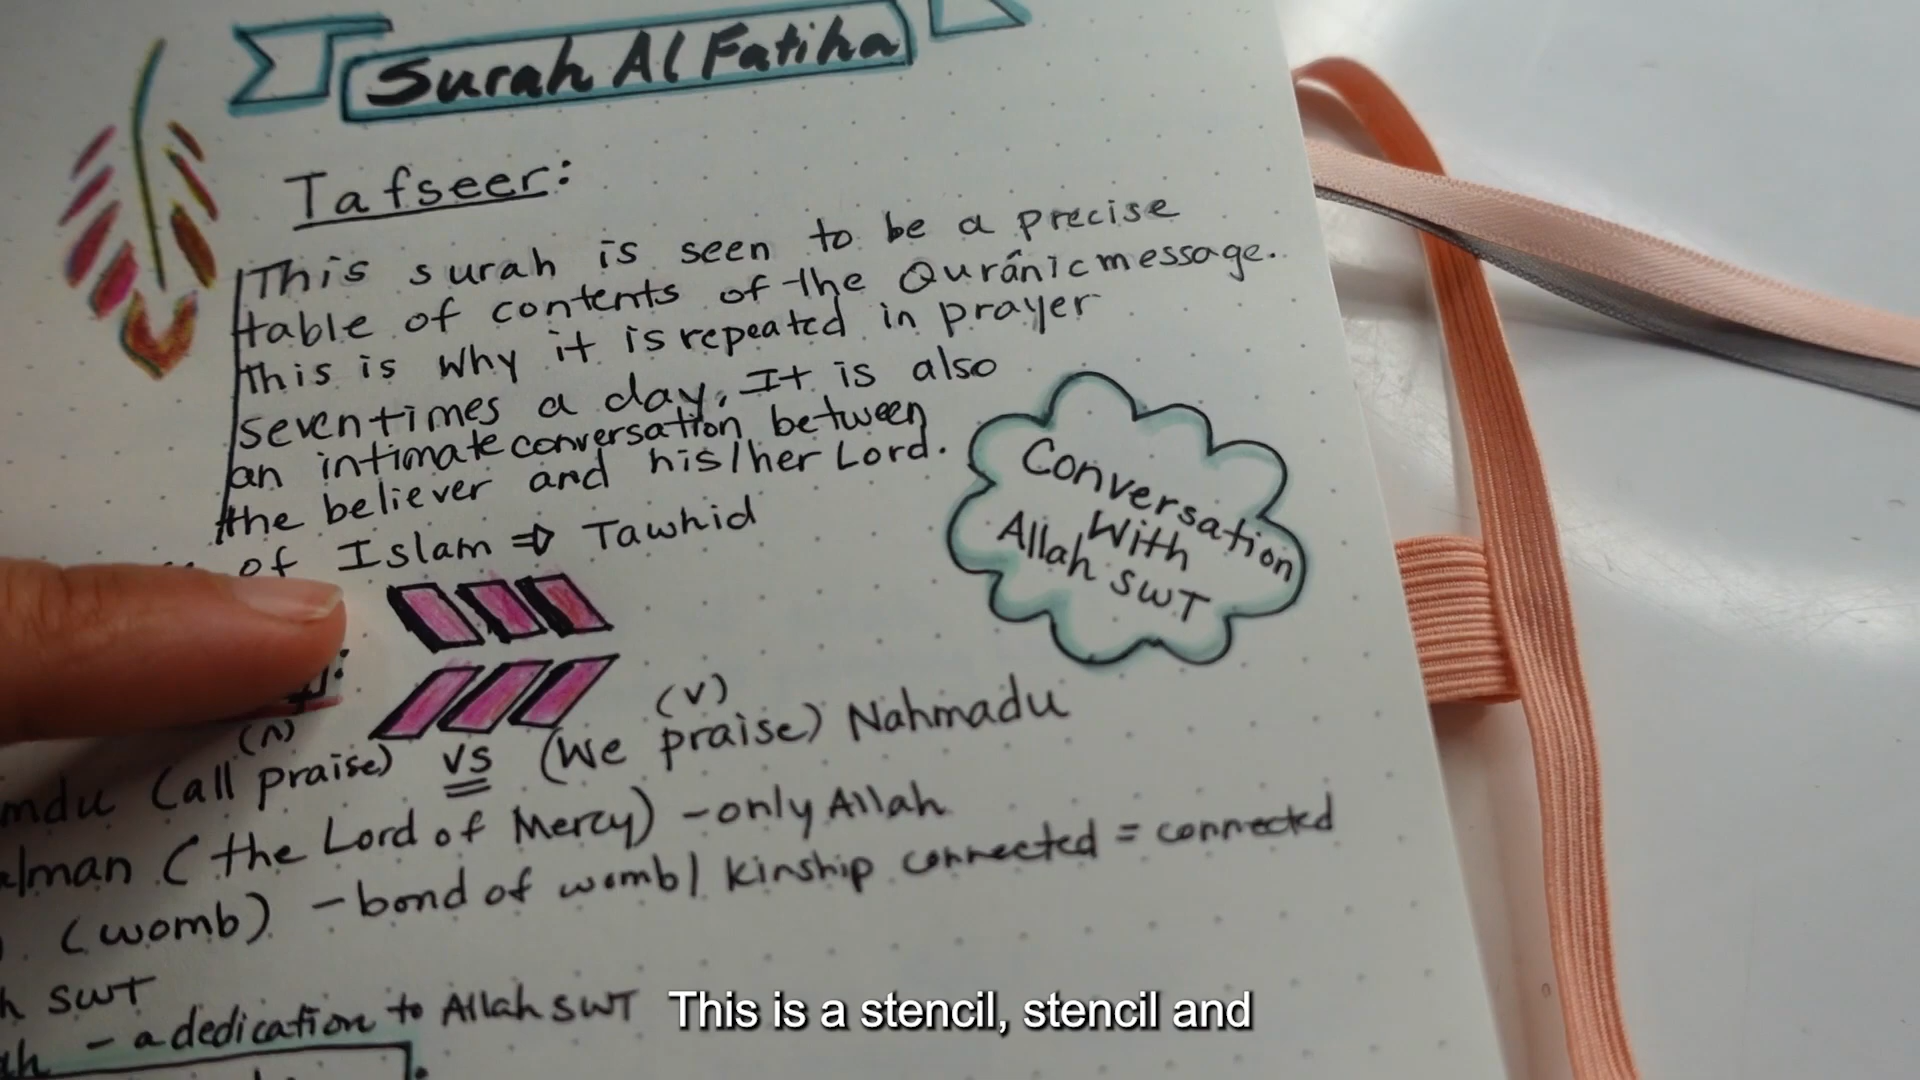 Surah Al Fatiha
Tafseer:
This surah is seen to be a precise
table of contents of the Quránic message.
This is why it is repeated in prayer
seven times a day. It is also
an intimate conversation between
the believer and his/her Lord.
of Islam ⇒ Tawhid
Conversation
With
Allah SWT
(n)
(v)
mdu (all praise) vs (We praise) Nahmadu
(the Lord of Mercy) - only Allah
(womb) - bond of womb / kinship connected = connected
h SWT
- a dedication to Allah SWT
This is a stencil, stencil and